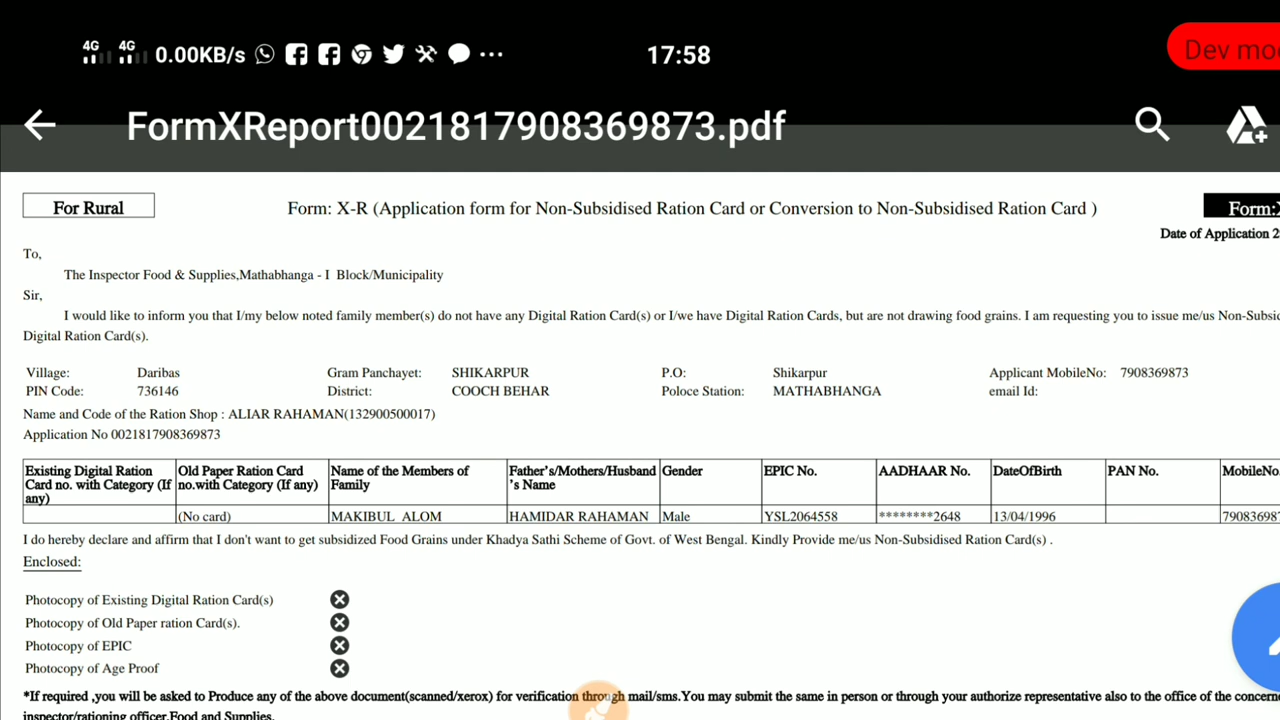 4G 4G 0.00KB/s 17:58 Dev mo
FormXReport0021817908369873.pdf
For Rural Form: X-R (Application form for Non-Subsidised Ration Card or Conversion to Non-Subsidised Ration Card ) Form:X
Date of Application 2
To,
The Inspector Food & Supplies,Mathabhanga - I Block/Municipality
Sir,
I would like to inform you that I/my below noted family member(s) do not have any Digital Ration Card(s) or I/we have Digital Ration Cards, but are not drawing food grains. I am requesting you to issue me/us Non-Subsid
Digital Ration Card(s).
Village: Daribas Gram Panchayet: SHIKARPUR P.O: Shikarpur Applicant MobileNo: 7908369873
PIN Code: 736146 District: COOCH BEHAR Poloce Station: MATHABHANGA email Id:
Name and Code of the Ration Shop : ALIAR RAHAMAN(132900500017)
Application No 0021817908369873
Existing Digital Ration Card no. with Category (If any) Old Paper Ration Card no.with Category (If any) Name of the Members of Family Father's/Mothers/Husband 's Name Gender EPIC No. AADHAAR No. DateOfBirth PAN No. MobileNo
(No card) MAKIBUL ALOM HAMIDAR RAHAMAN Male YSL2064558 ********2648 13/04/1996 79083698
I do hereby declare and affirm that I don't want to get subsidized Food Grains under Khadya Sathi Scheme of Govt. of West Bengal. Kindly Provide me/us Non-Subsidised Ration Card(s) .
Enclosed:
Photocopy of Existing Digital Ration Card(s)
Photocopy of Old Paper ration Card(s).
Photocopy of EPIC
Photocopy of Age Proof
*If required ,you will be asked to Produce any of the above document(scanned/xerox) for verification through mail/sms.You may submit the same in person or through your authorize representative also to the office of the concern
inspector/rationing officer,Food and Supplies.